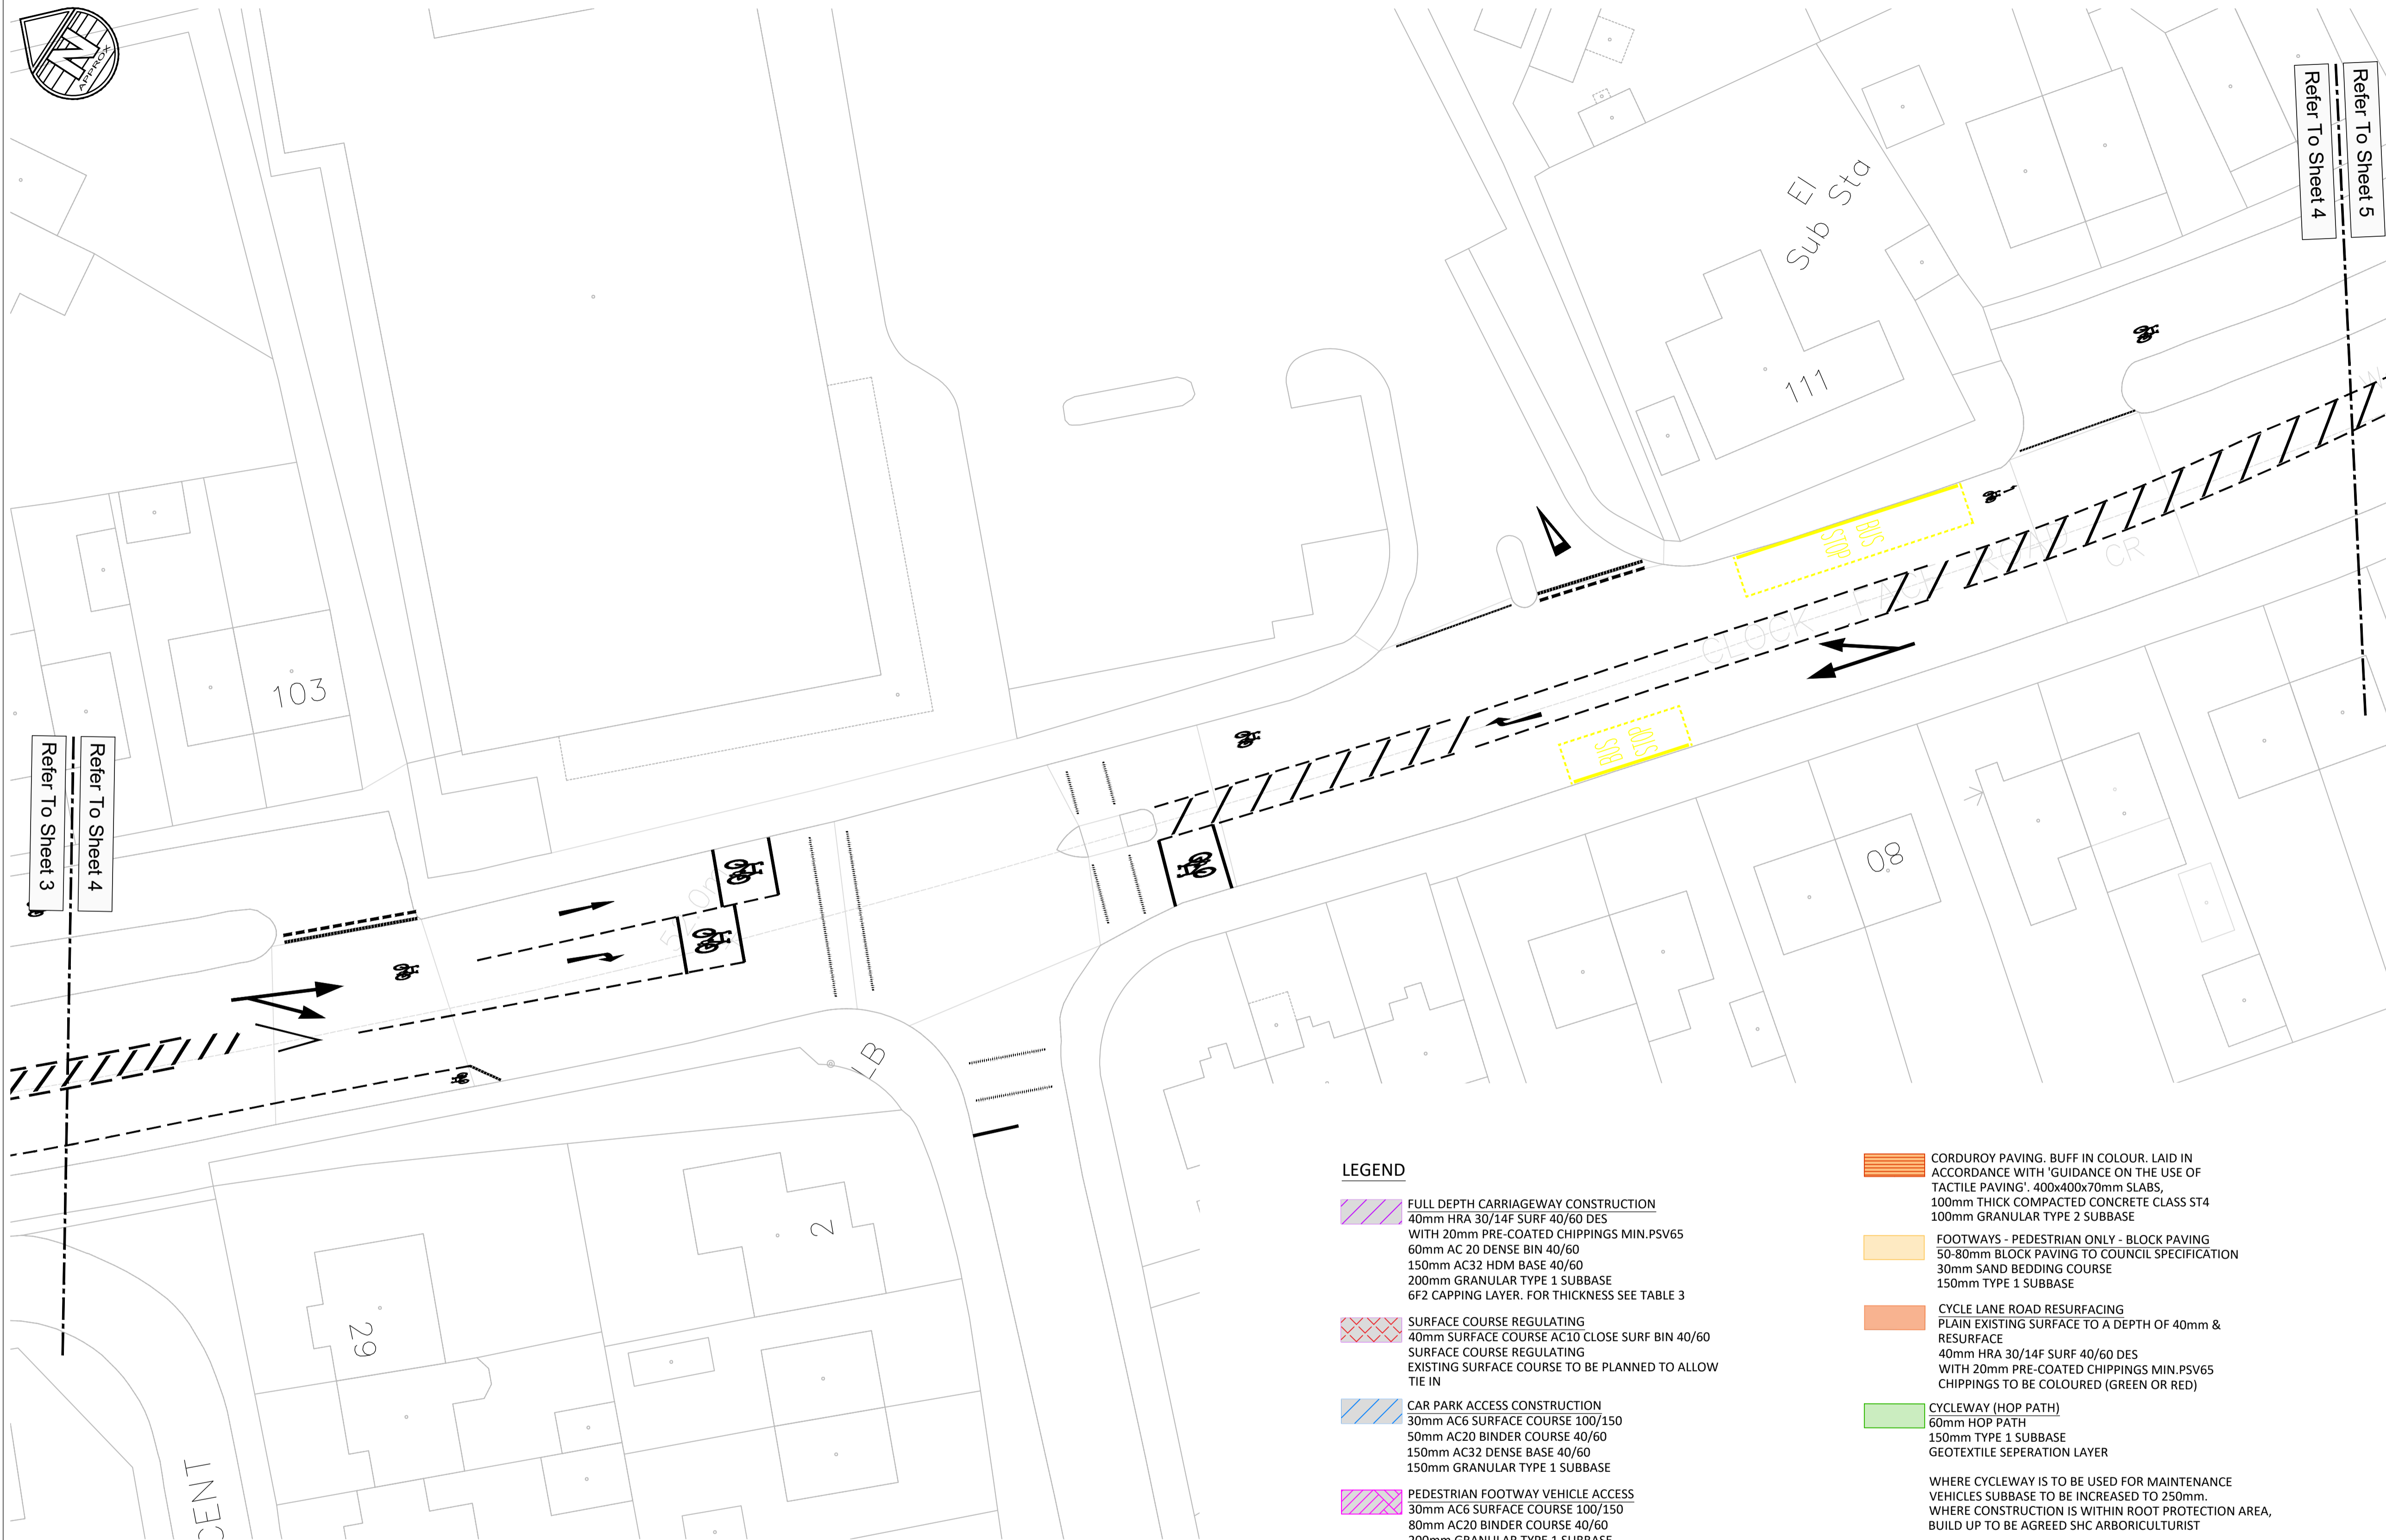 N
APPROX
Refer To Sheet 4
Refer To Sheet 5
El
Sub Sta
111
BUS
STOP
CLOCK
ROAD
CR
BUS
STOP
103
Refer To Sheet 3
Refer To Sheet 4
80
LB
2
29
CENT
LEGEND
FULL DEPTH CARRIAGEWAY CONSTRUCTION
40mm HRA 30/14F SURF 40/60 DES
WITH 20mm PRE-COATED CHIPPINGS MIN.PSV65
60mm AC 20 DENSE BIN 40/60
150mm AC32 HDM BASE 40/60
200mm GRANULAR TYPE 1 SUBBASE
6F2 CAPPING LAYER. FOR THICKNESS SEE TABLE 3
SURFACE COURSE REGULATING
40mm SURFACE COURSE AC10 CLOSE SURF BIN 40/60
SURFACE COURSE REGULATING
EXISTING SURFACE COURSE TO BE PLANNED TO ALLOW
TIE IN
CAR PARK ACCESS CONSTRUCTION
30mm AC6 SURFACE COURSE 100/150
50mm AC20 BINDER COURSE 40/60
150mm AC32 DENSE BASE 40/60
150mm GRANULAR TYPE 1 SUBBASE
PEDESTRIAN FOOTWAY VEHICLE ACCESS
30mm AC6 SURFACE COURSE 100/150
80mm AC20 BINDER COURSE 40/60
200mm GRANULAR TYPE 1 SUBBASE
CORDUROY PAVING. BUFF IN COLOUR. LAID IN
ACCORDANCE WITH 'GUIDANCE ON THE USE OF
TACTILE PAVING'. 400x400x70mm SLABS,
100mm THICK COMPACTED CONCRETE CLASS ST4
100mm GRANULAR TYPE 2 SUBBASE
FOOTWAYS - PEDESTRIAN ONLY - BLOCK PAVING
50-80mm BLOCK PAVING TO COUNCIL SPECIFICATION
30mm SAND BEDDING COURSE
150mm TYPE 1 SUBBASE
CYCLE LANE ROAD RESURFACING
PLAIN EXISTING SURFACE TO A DEPTH OF 40mm &
RESURFACE
40mm HRA 30/14F SURF 40/60 DES
WITH 20mm PRE-COATED CHIPPINGS MIN.PSV65
CHIPPINGS TO BE COLOURED (GREEN OR RED)
CYCLEWAY (HOP PATH)
60mm HOP PATH
150mm TYPE 1 SUBBASE
GEOTEXTILE SEPERATION LAYER
WHERE CYCLEWAY IS TO BE USED FOR MAINTENANCE
VEHICLES SUBBASE TO BE INCREASED TO 250mm.
WHERE CONSTRUCTION IS WITHIN ROOT PROTECTION AREA,
BUILD UP TO BE AGREED SHC ARBORICULTURIST